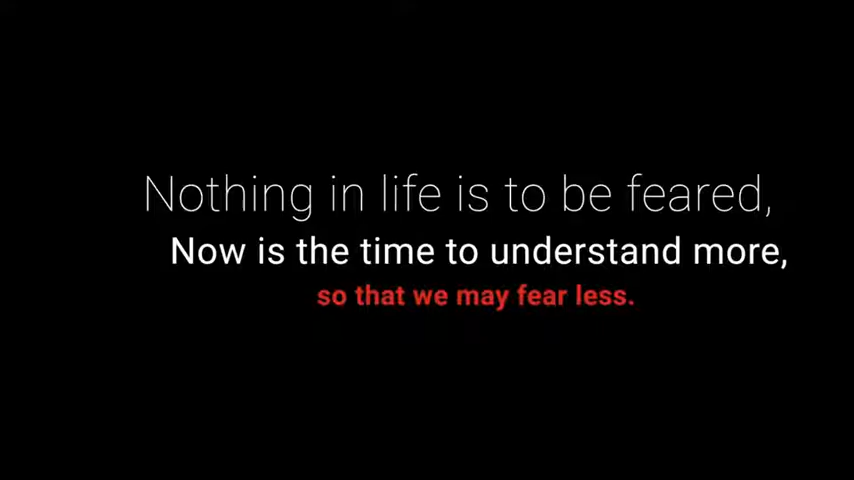 Nothing in life is to be feared,
Now is the time to understand more,
so that we may fear less.